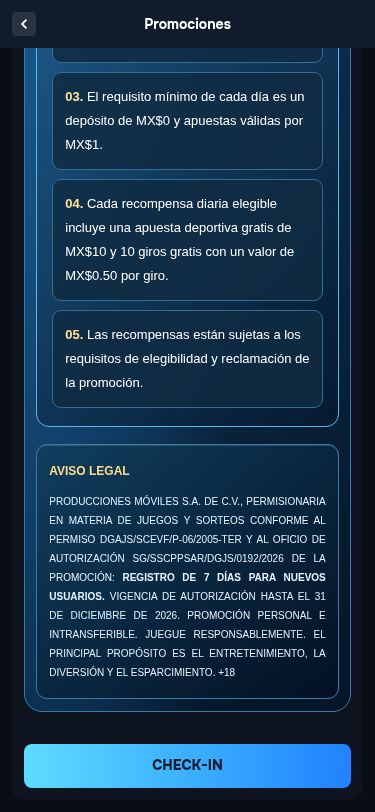 Promociones
03. El requisito mínimo de cada día es un
depósito de MX$0 y apuestas válidas por
MX$1.
04. Cada recompensa diaria elegible
incluye una apuesta deportiva gratis de
MX$10 y 10 giros gratis con un valor de
MX$0.50 por giro.
05. Las recompensas están sujetas a los
requisitos de elegibilidad y reclamación de
la promoción.
AVISO LEGAL
PRODUCCIONES MÓVILES S.A. DE C.V., PERMISIONARIA
EN MATERIA DE JUEGOS Y SORTEOS CONFORME AL
PERMISO DGAJS/SCEVF/P-06/2005-TER Y AL OFICIO DE
AUTORIZACIÓN SG/SSCPPSAR/DGJS/0192/2026 DE LA
PROMOCIÓN: REGISTRO DE 7 DÍAS PARA NUEVOS
USUARIOS. VIGENCIA DE AUTORIZACIÓN HASTA EL 31
DE DICIEMBRE DE 2026. PROMOCIÓN PERSONAL E
INTRANSFERIBLE. JUEGUE RESPONSABLEMENTE. EL
PRINCIPAL PROPÓSITO ES EL ENTRETENIMIENTO, LA
DIVERSIÓN Y EL ESPARCIMIENTO. +18
CHECK-IN